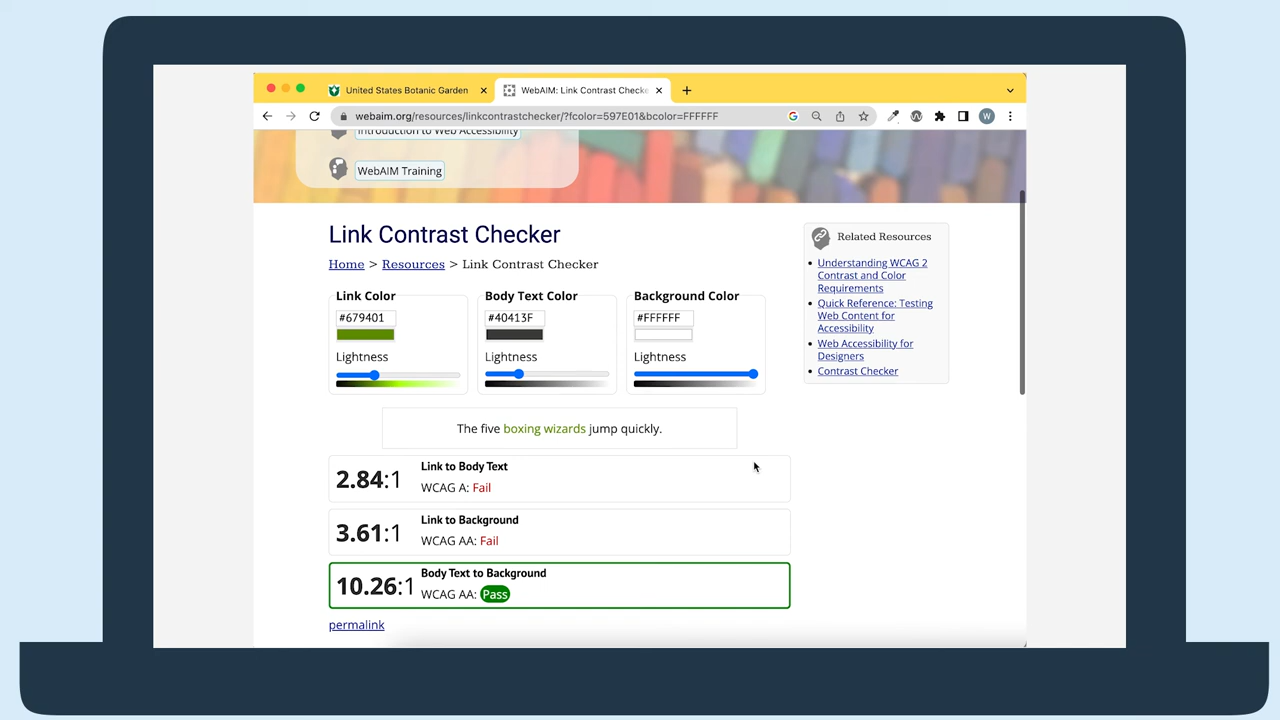 United States Botanic Garden
WebAIM: Link Contrast Checke
webaim.org/resources/linkcontrastchecker/?fcolor=597E01&bcolor=FFFFFF
W
Introduction to Web Accessibility
WebAIM Training
Link Contrast Checker
Home > Resources > Link Contrast Checker
Link Color
#679401
Lightness
Body Text Color
#40413F
Lightness
Background Color
#FFFFFF
Lightness
The five boxing wizards jump quickly.
2.84:1
Link to Body Text
WCAG A: Fail
3.61:1
Link to Background
WCAG AA: Fail
10.26:1
Body Text to Background
WCAG AA: Pass
permalink
Related Resources
Understanding WCAG 2
Contrast and Color
Requirements
Quick Reference: Testing
Web Content for
Accessibility
Web Accessibility for
Designers
Contrast Checker